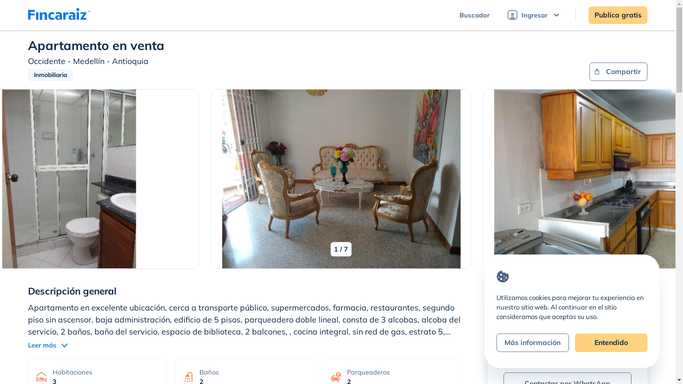 Fincaraiz
Buscador
Ingresar
Publica gratis
Apartamento en venta
Occidente - Medellín - Antioquia
Inmobiliaria
Compartir
1 / 7
Descripción general
Apartamento en excelente ubicación, cerca a transporte público, supermercados, farmacia, restaurantes, segundo
piso sin ascensor, baja administración, edificio de 5 pisos, parqueadero doble lineal, consta de 3 alcobas, alcoba del
servicio, 2 baños, baño del servicio, espacio de biblioteca, 2 balcones, , cocina integral, sin red de gas, estrato 5,...
Leer más
Habitaciones
3
Baños
2
Parqueaderos
2
Utilizamos cookies para mejorar tu experiencia en
nuestro sitio web. Al continuar en el sitio
consideramos que aceptas su uso.
Más información
Entendido
Contactar por WhatsApp